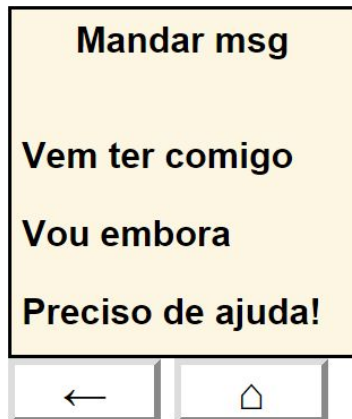 Mandar msg
Vem ter comigo
Vou embora
Preciso de ajuda!